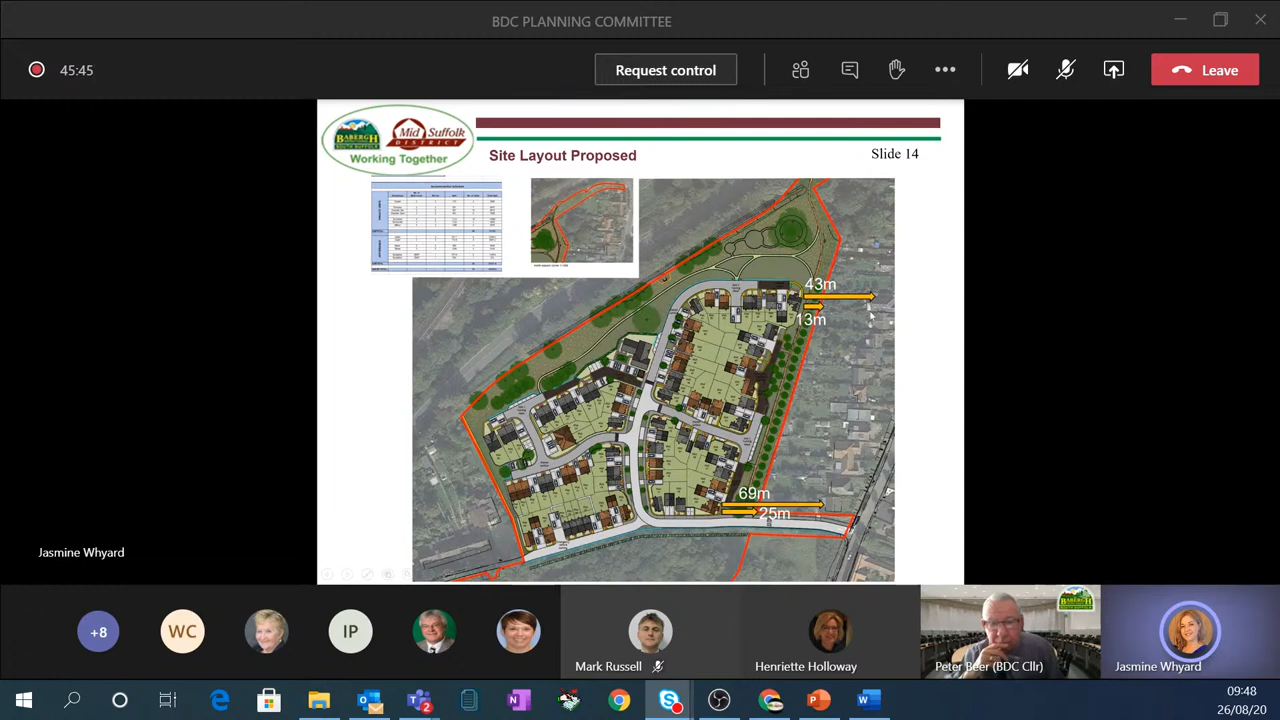 BDC PLANNING COMMITTEE
45:45
Request control
Leave
BABERGH
Mid Suffolk
DISTRICT
Working Together
Site Layout Proposed
Slide 14
43m
13m
69m
25m
Jasmine Whyard
+8
WC
IP
Mark Russell
Henriette Holloway
BABERGH
Peter Beer (BDC Cllr)
Jasmine Whyard
2
09:48
26/08/20